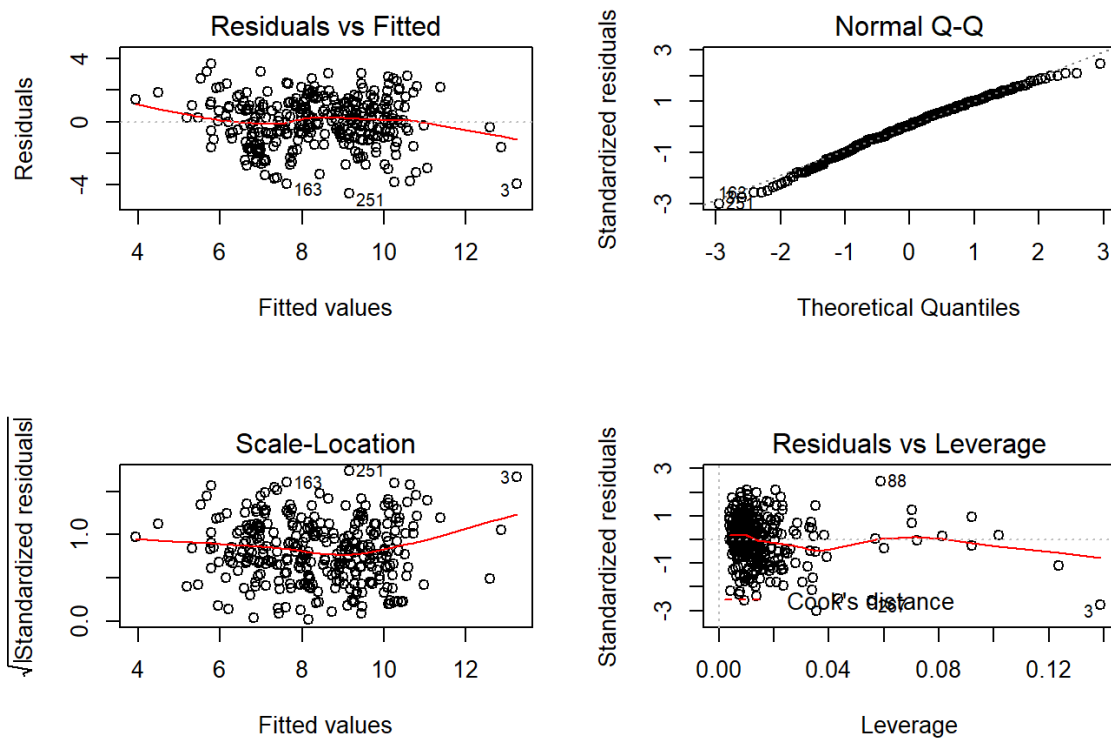 Residuals vs Fitted
Residuals
4
0
-4
163
251
3
4 6 8 10 12
Fitted values
Normal Q-Q
Standardized residuals
3
1
-1
-3
163
251
-3 -2 -1 0 1 2 3
Theoretical Quantiles
Scale-Location
√|Standardized residuals|
1.0
0.0
163
251
3
4 6 8 10 12
Fitted values
Residuals vs Leverage
Standardized residuals
3
1
-1
-3
88
Cook's distance
267
3
0.00 0.04 0.08 0.12
Leverage